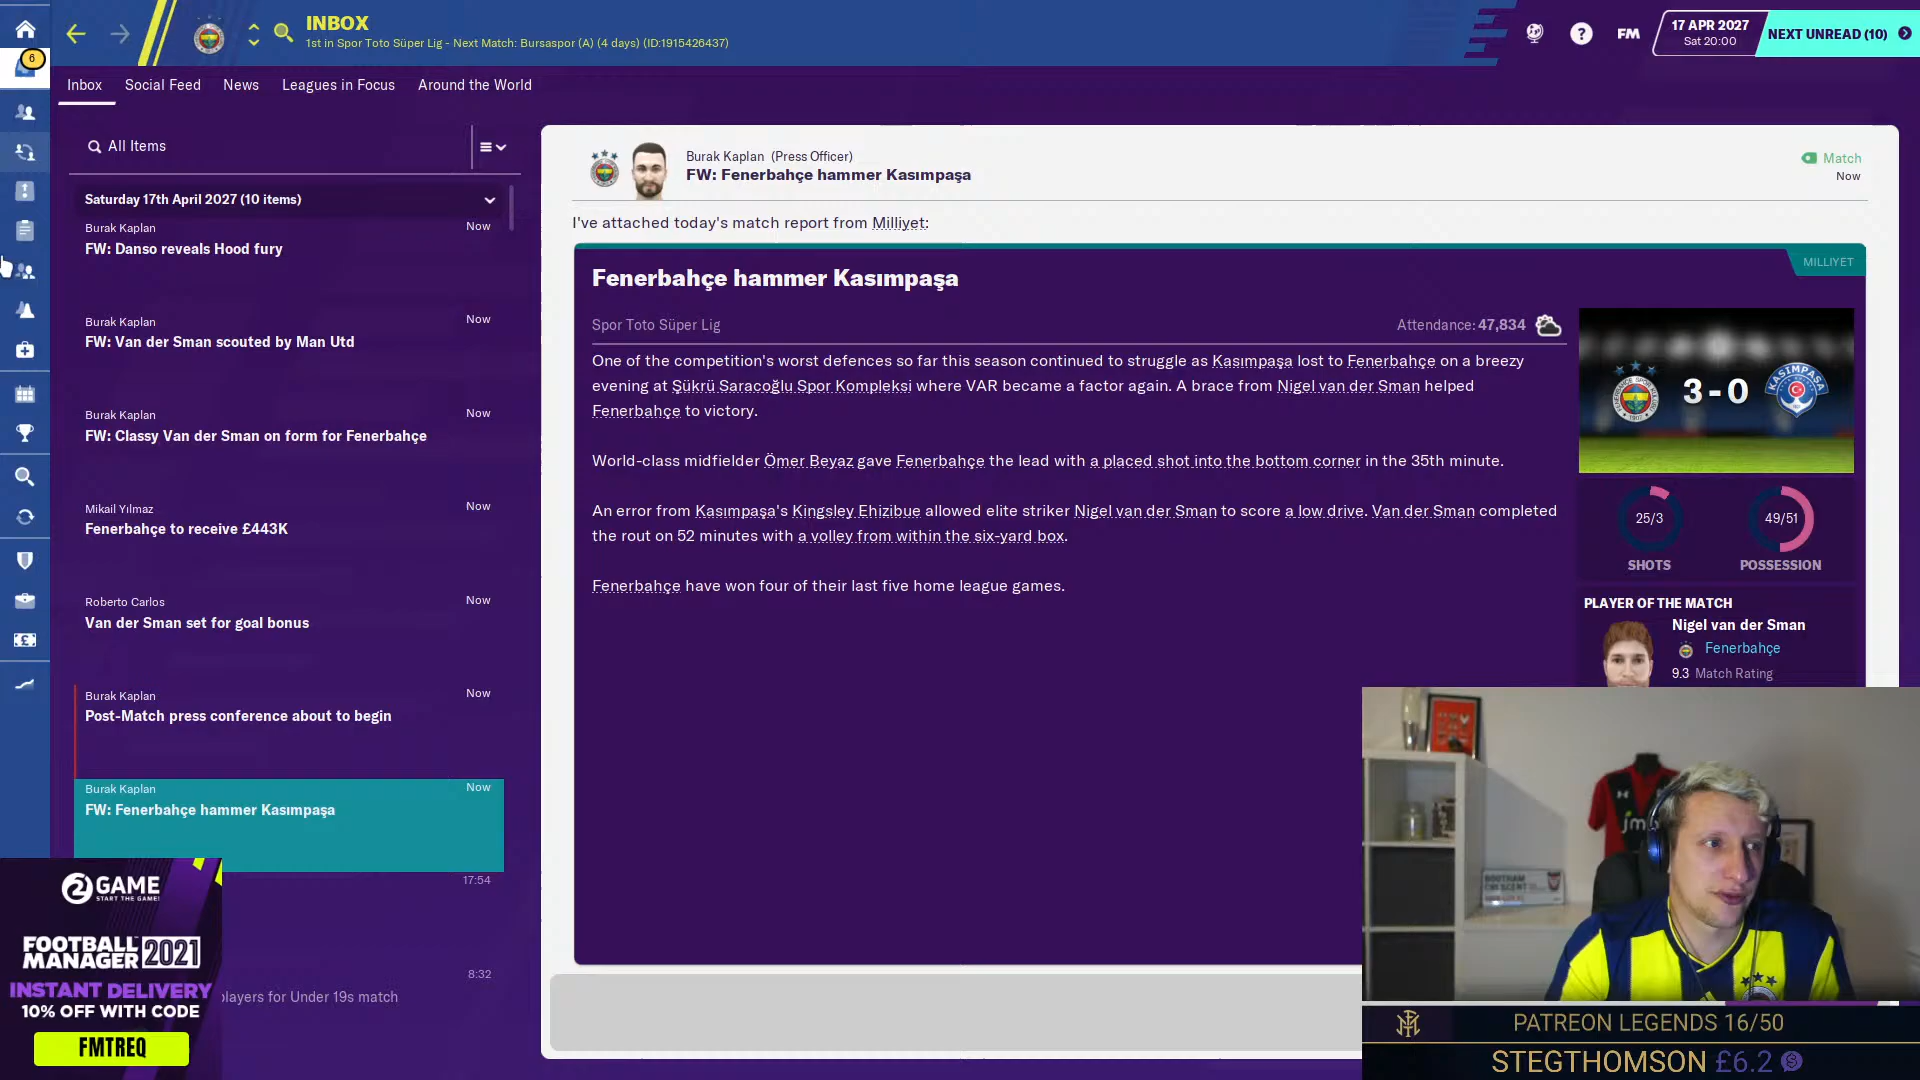 INBOX
1st in Spor Toto Süper Lig - Next Match: Bursaspor (A) (4 days) (ID:1915426437)
FM
17 APR 2027
Sat 20:00
NEXT UNREAD (10)
6
Inbox
Social Feed
News
Leagues in Focus
Around the World
All Items
Saturday 17th April 2027 (10 items)
Burak Kaplan
Now
FW: Danso reveals Hood fury
Burak Kaplan
Now
FW: Van der Sman scouted by Man Utd
Burak Kaplan
Now
FW: Classy Van der Sman on form for Fenerbahçe
Mikail Yılmaz
Now
Fenerbahçe to receive £443K
Roberto Carlos
Now
Van der Sman set for goal bonus
Burak Kaplan
Now
Post-Match press conference about to begin
Burak Kaplan
Now
FW: Fenerbahçe hammer Kasımpaşa
17:54
8:32
players for Under 19s match
Burak Kaplan (Press Officer)
FW: Fenerbahçe hammer Kasımpaşa
Match
Now
I've attached today's match report from Milliyet:
Fenerbahçe hammer Kasımpaşa
MILLIYET
Spor Toto Süper Lig
Attendance: 47,834
One of the competition's worst defences so far this season continued to struggle as Kasımpaşa lost to Fenerbahçe on a breezy
evening at Şükrü Saracoğlu Spor Kompleksi where VAR became a factor again. A brace from Nigel van der Sman helped
Fenerbahçe to victory.
World-class midfielder Ömer Beyaz gave Fenerbahçe the lead with a placed shot into the bottom corner in the 35th minute.
An error from Kasımpaşa's Kingsley Ehizibue allowed elite striker Nigel van der Sman to score a low drive. Van der Sman completed
the rout on 52 minutes with a volley from within the six-yard box.
Fenerbahçe have won four of their last five home league games.
3 - 0
KASIMPAŞA
25/3
SHOTS
49/51
POSSESSION
PLAYER OF THE MATCH
Nigel van der Sman
Fenerbahçe
9.3 Match Rating
jma
BOOTHAM
CRESCENT
2GAME
START THE GAME!
FOOTBALL
MANAGER 2021
INSTANT DELIVERY
10% OFF WITH CODE
FMTREQ
PATREON LEGENDS 16/50
STEGTHOMSON £6.2